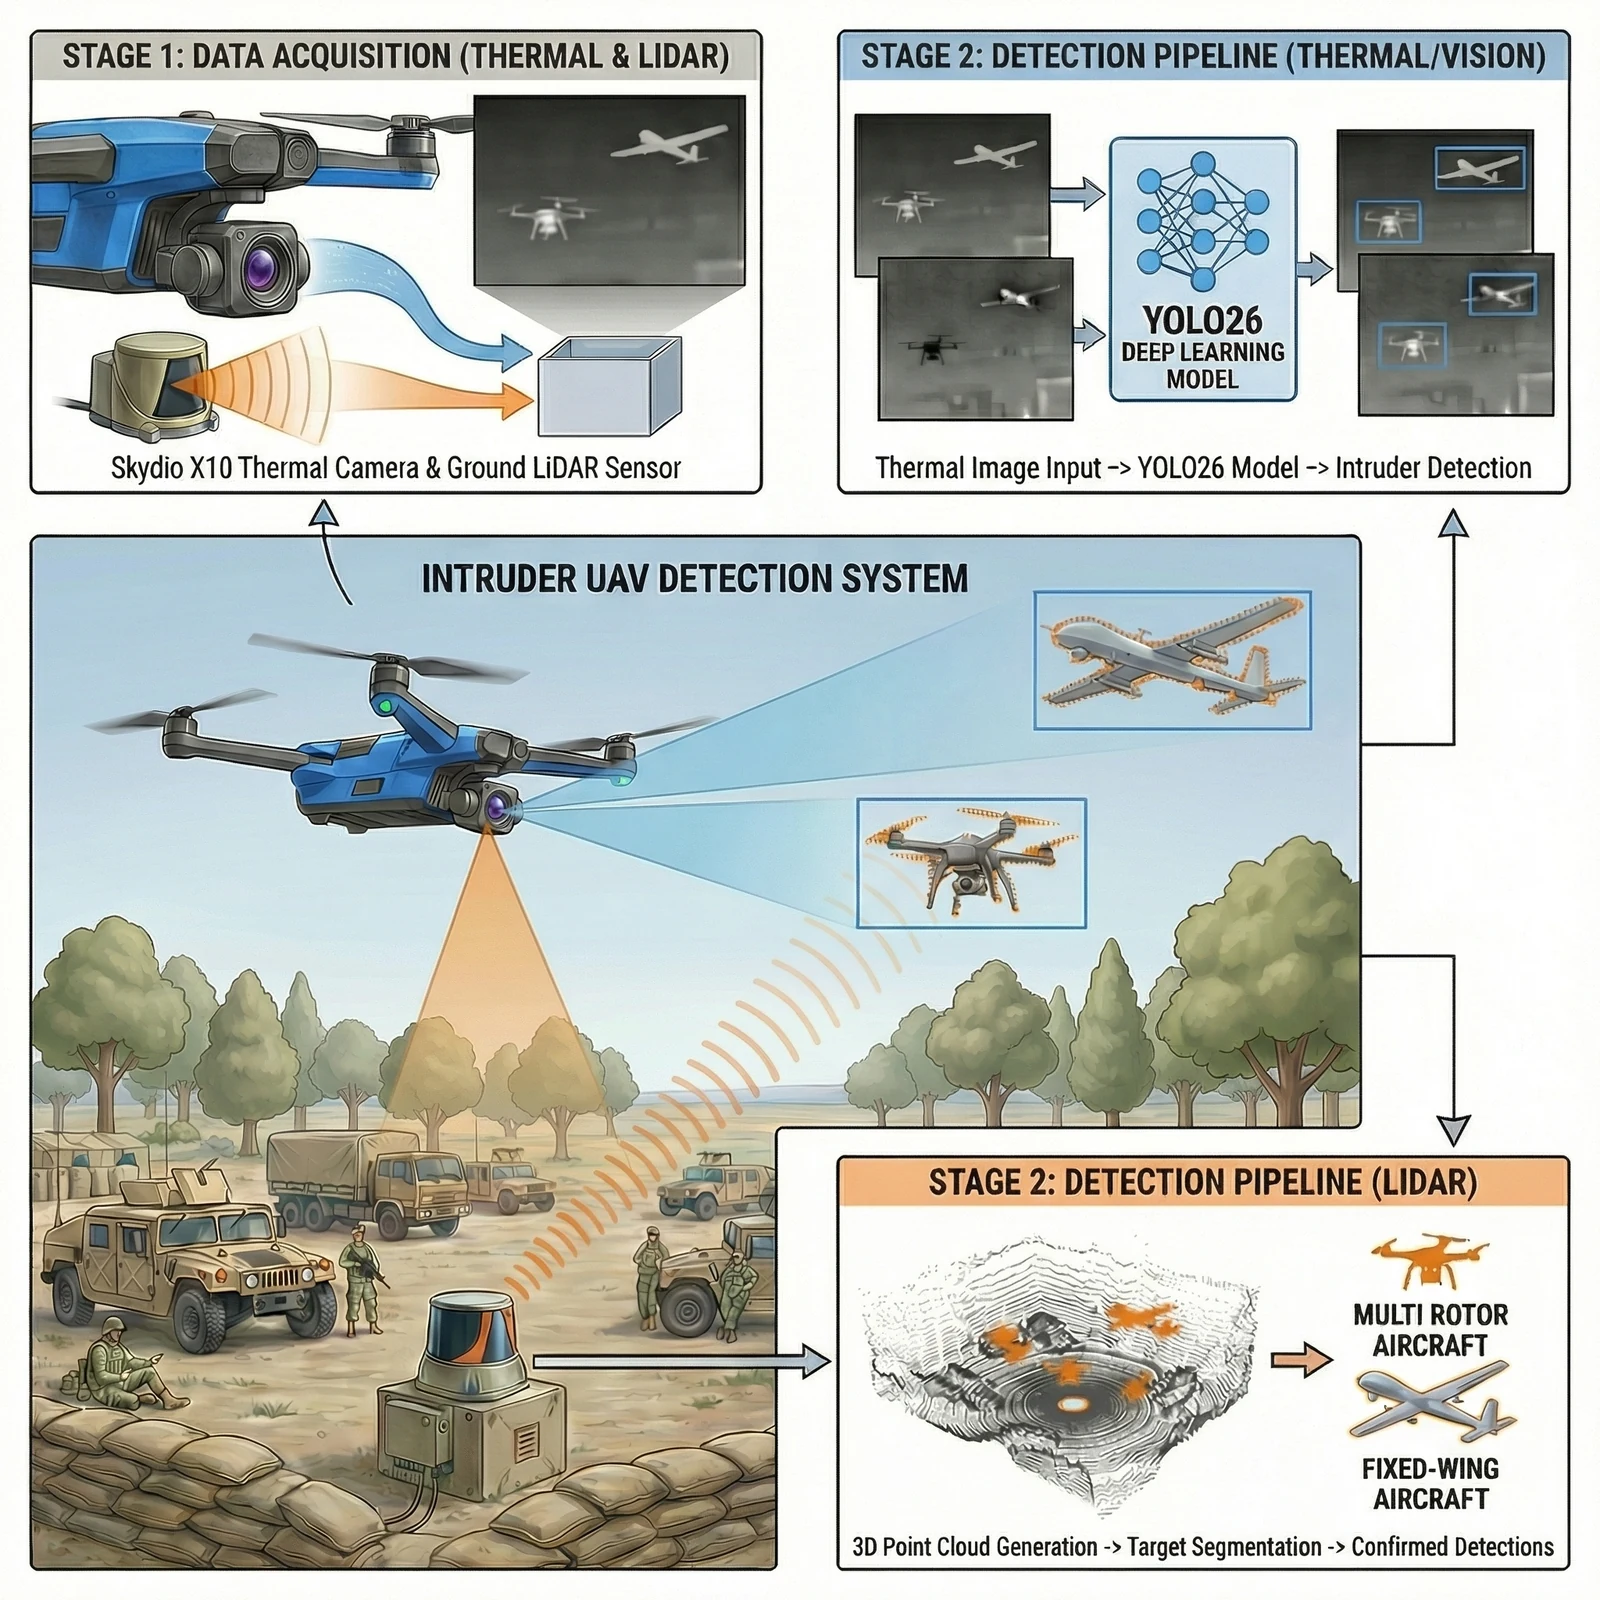 STAGE 1: DATA ACQUISITION (THERMAL & LIDAR)
Skydio X10 Thermal Camera & Ground LiDAR Sensor
STAGE 2: DETECTION PIPELINE (THERMAL/VISION)
YOLO26
DEEP LEARNING
MODEL
Thermal Image Input -> YOLO26 Model -> Intruder Detection
INTRUDER UAV DETECTION SYSTEM
STAGE 2: DETECTION PIPELINE (LIDAR)
MULTI ROTOR
AIRCRAFT
FIXED-WING
AIRCRAFT
3D Point Cloud Generation -> Target Segmentation -> Confirmed Detections